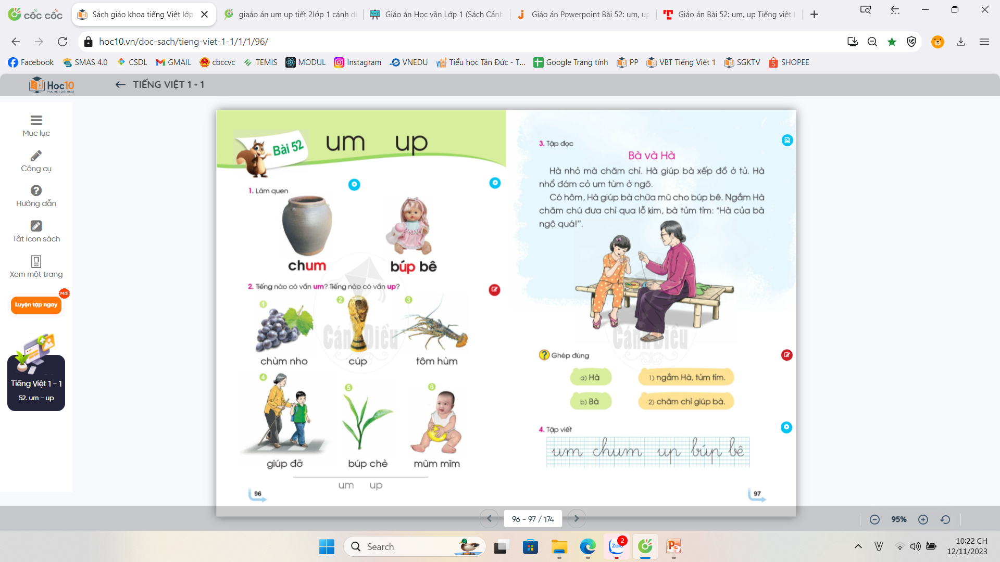 cốc cốc
Sách giáo khoa tiếng Việt lớp
giaáo án um up tiết 2lớp 1 cánh di
Giáo án Học vần Lớp 1 (Sách Cánh
Giáo án Powerpoint Bài 52: um, up
Giáo án Bài 52: um, up Tiếng việt
hoc10.vn/doc-sach/tieng-viet-1-1/1/1/96/
Facebook SMAS 4.0 CSDL GMAIL cbccvc TEMIS MODUL Instagram VNEDU Tiểu học Tân Đức - T... Google Trang tính PP VBT Tiếng Việt 1 SGKTV SHOPEE
Hoc10
Học một biết mười
TIẾNG VIỆT 1 - 1
Mục lục
Công cụ
Hướng dẫn
Tắt icon sách
Xem một trang
Mới
Luyện tập ngay
Tiếng Việt 1 - 1
52. um - up
Bài 52
um up
1. Làm quen
chum
búp bê
2. Tiếng nào có vần um? Tiếng nào có vần up?
1 2 3
chùm nho
cúp
tôm hùm
4 5 6
giúp đỡ
búp chè
mũm mĩm
um up
96
Cánh Diều
3. Tập đọc
Bà và Hà
Hà nhỏ mà chăm chỉ. Hà giúp bà xếp đồ ở tủ. Hà
nhổ đám cỏ um tùm ở ngõ.
Có hôm, Hà giúp bà chữa mũ cho búp bê. Ngắm Hà
chăm chú đưa chỉ qua lỗ kim, bà tủm tỉm: “Hà của bà
ngộ quá!”.
Cánh Diều
? Ghép đúng
a) Hà
1) ngắm Hà, tủm tỉm.
b) Bà
2) chăm chỉ giúp bà.
4. Tập viết
um chum up búp bê
97
96 - 97 / 174
95%
Search
Zalo
2
V
10:22 CH
12/11/2023